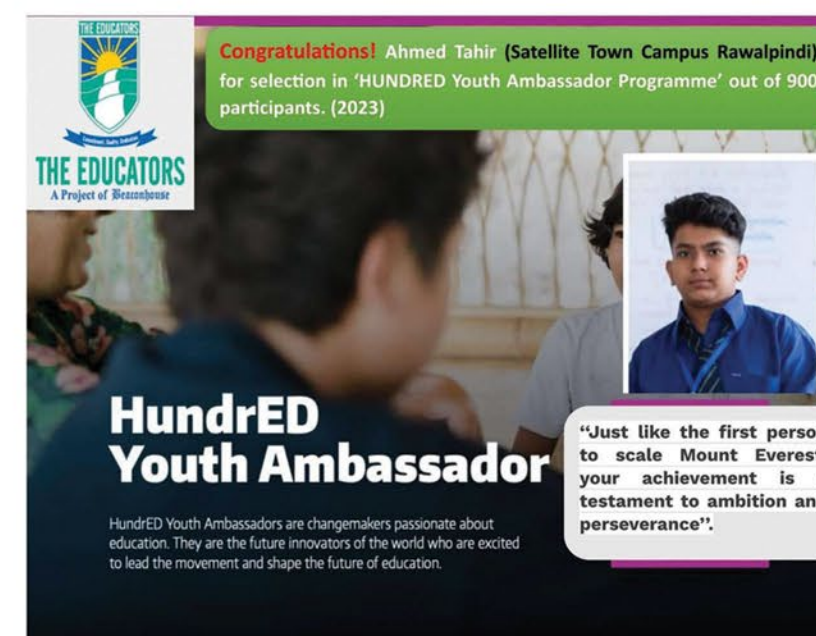 THE EDUCATORS
THE EDUCATORS
A Project of Beaconhouse
Congratulations! Ahmed Tahir (Satellite Town Campus Rawalpindi)
for selection in ‘HUNDRED Youth Ambassador Programme’ out of 900
participants. (2023)
HundrED
Youth Ambassador
HundrED Youth Ambassadors are changemakers passionate about
education. They are the future innovators of the world who are excited
to lead the movement and shape the future of education.
“Just like the first perso
to scale Mount Everest
your achievement is
testament to ambition an
perseverance”.